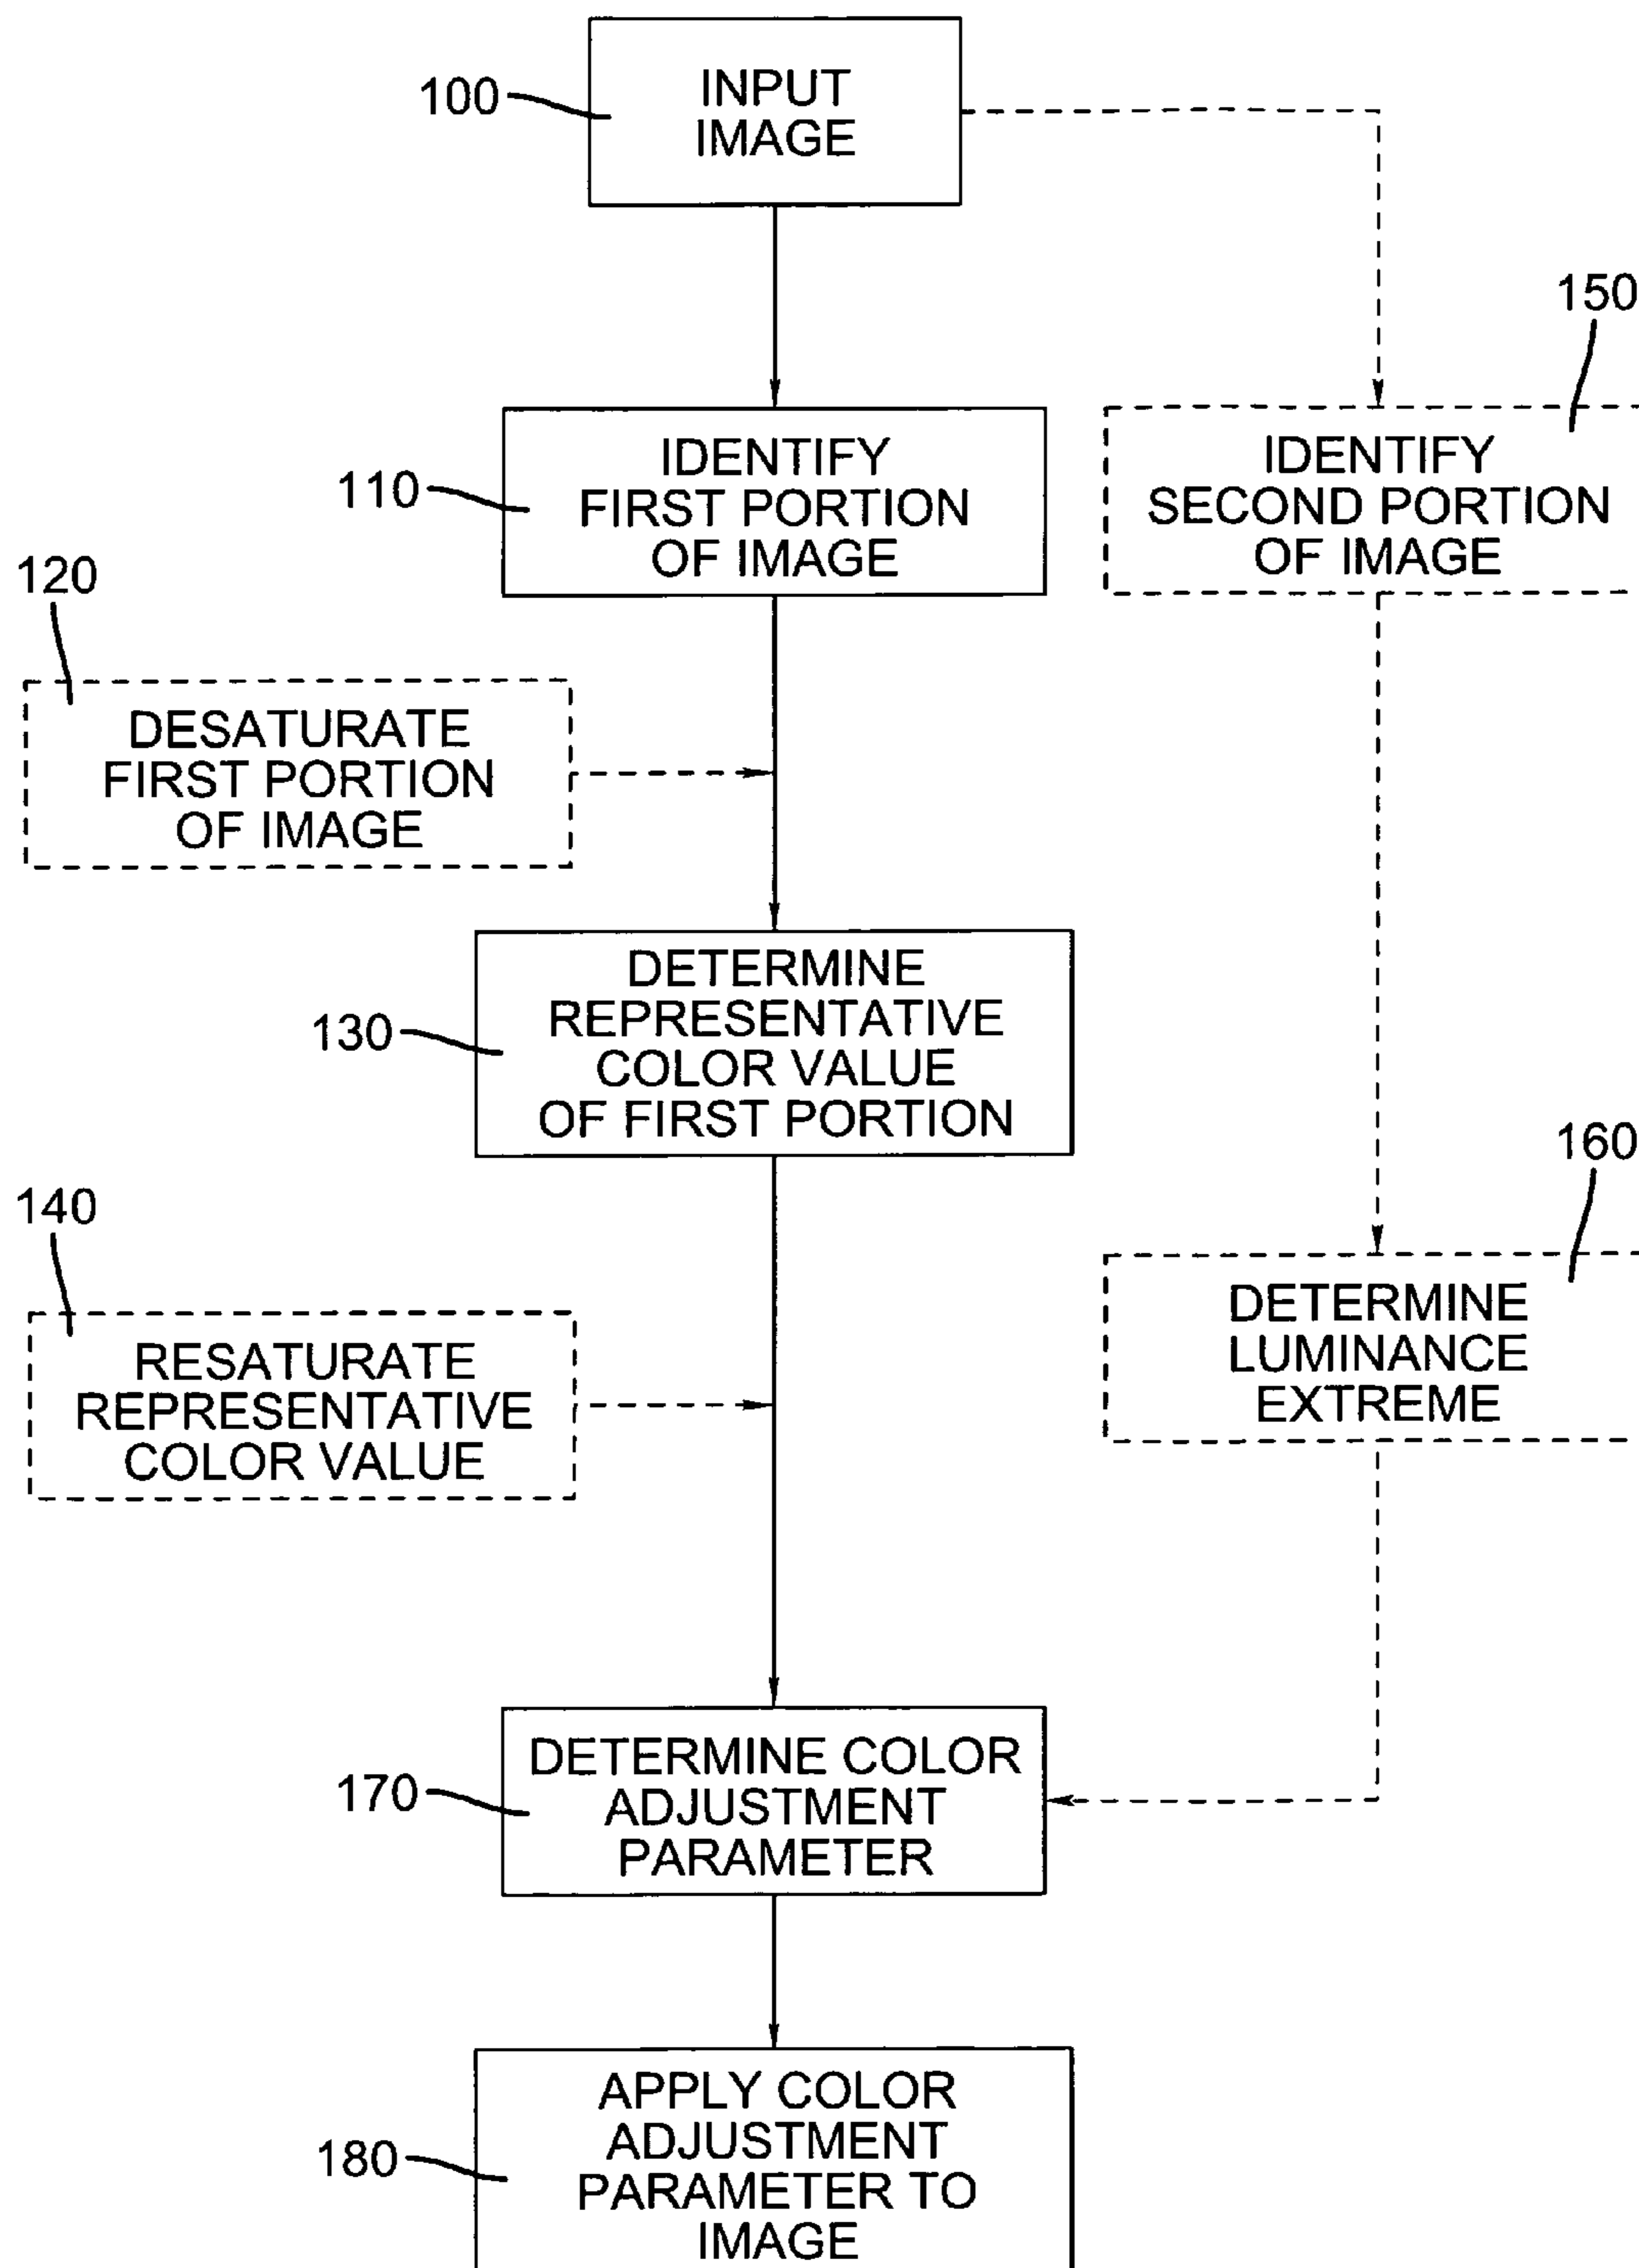 100
INPUT
IMAGE
150
110
IDENTIFY
FIRST PORTION
OF IMAGE
IDENTIFY
SECOND PORTION
OF IMAGE
120
DESATURATE
FIRST PORTION
OF IMAGE
130
DETERMINE
REPRESENTATIVE
COLOR VALUE
OF FIRST PORTION
160
140
RESATURATE
REPRESENTATIVE
COLOR VALUE
DETERMINE
LUMINANCE
EXTREME
170
DETERMINE COLOR
ADJUSTMENT
PARAMETER
180
APPLY COLOR
ADJUSTMENT
PARAMETER TO
IMAGE